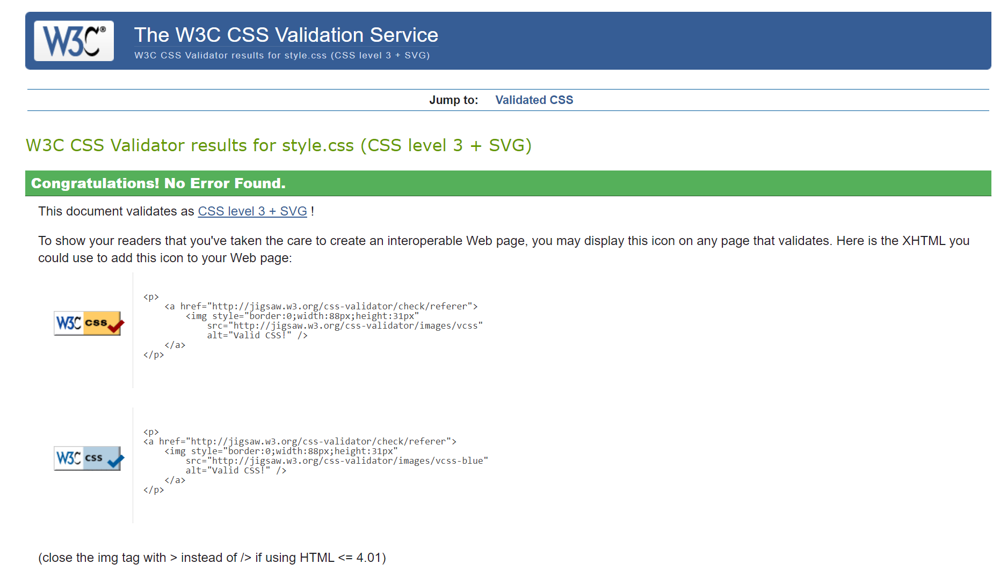 W3C®
The W3C CSS Validation Service
W3C CSS Validator results for style.css (CSS level 3 + SVG)
Jump to: Validated CSS
W3C CSS Validator results for style.css (CSS level 3 + SVG)
Congratulations! No Error Found.
This document validates as CSS level 3 + SVG !
To show your readers that you've taken the care to create an interoperable Web page, you may display this icon on any page that validates. Here is the XHTML you
could use to add this icon to your Web page:
W3C css
<p>
    <a href="http://jigsaw.w3.org/css-validator/check/referer">
        <img style="border:0;width:88px;height:31px"
            src="http://jigsaw.w3.org/css-validator/images/vcss"
            alt="Valid CSS!" />
    </a>
</p>
W3C css
<p>
<a href="http://jigsaw.w3.org/css-validator/check/referer">
    <img style="border:0;width:88px;height:31px"
        src="http://jigsaw.w3.org/css-validator/images/vcss-blue"
        alt="Valid CSS!" />
    </a>
</p>
(close the img tag with > instead of /> if using HTML <= 4.01)